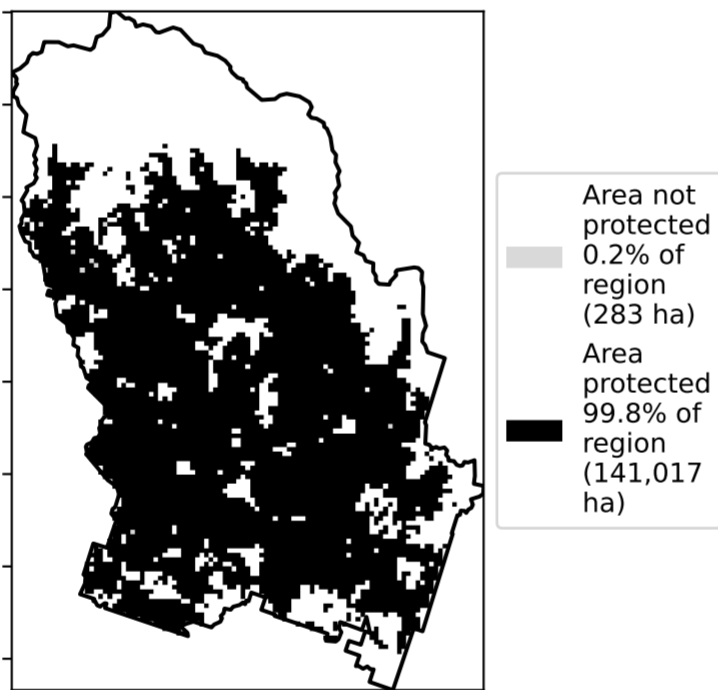 Area not
protected
0.2% of
region
(283 ha)
Area
protected
99.8% of
region
(141,017
ha)